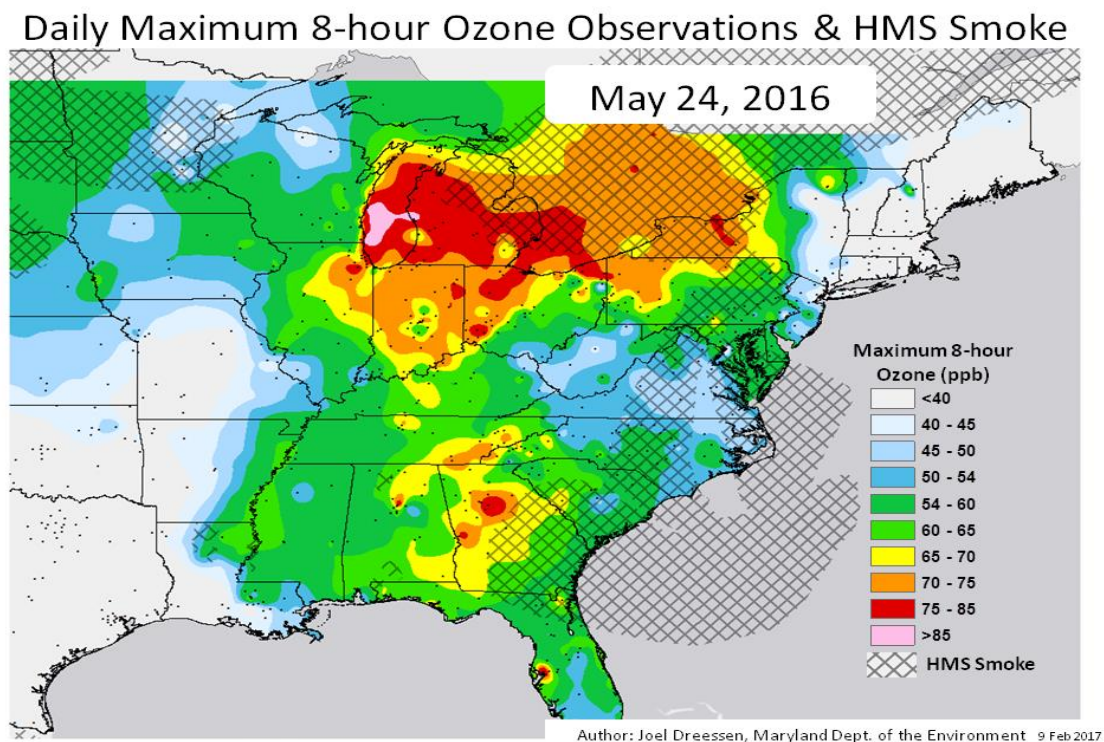 Daily Maximum 8-hour Ozone Observations & HMS Smoke
May 24, 2016
Maximum 8-hour
Ozone (ppb)
<40
40 - 45
45 - 50
50 - 54
54 - 60
60 - 65
65 - 70
70 - 75
75 - 85
>85
HMS Smoke
Author: Joel Dreessen, Maryland Dept. of the Environment 9 Feb 2017